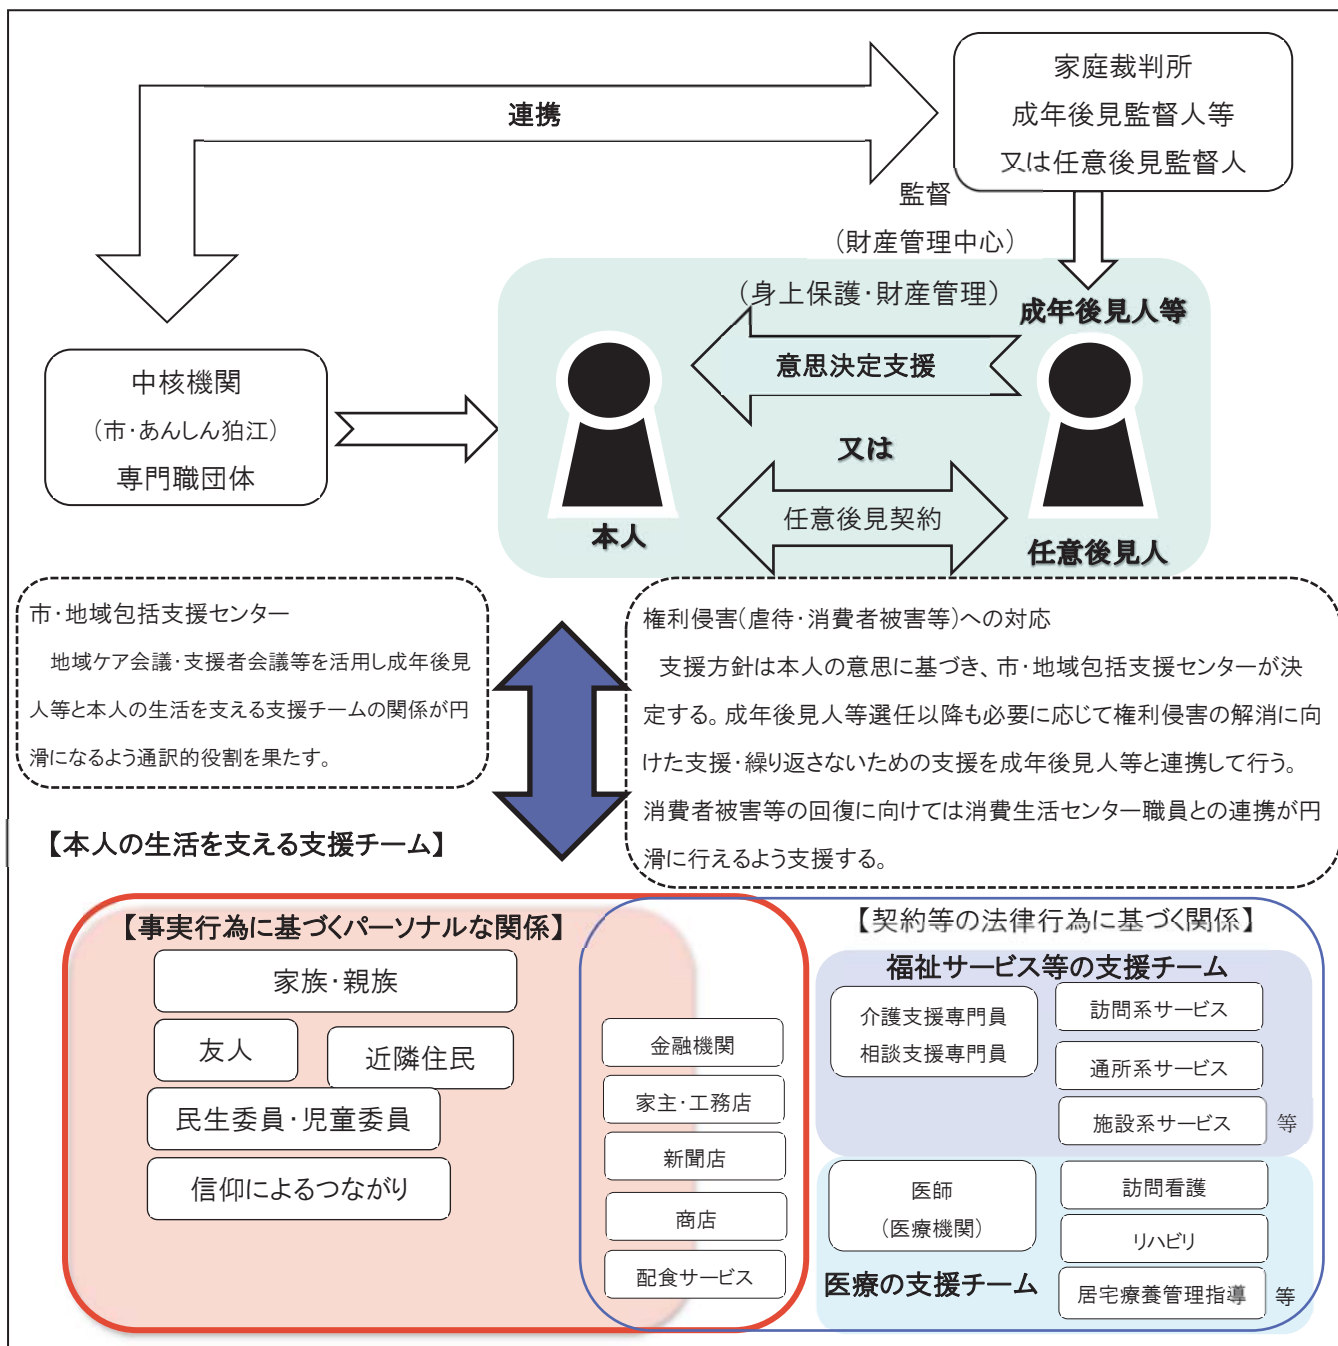 家庭裁判所
成年後見監督人等
又は任意後見監督人
連携
監督
(財産管理中心)
(身上保護・財産管理)
成年後見人等
意思決定支援
中核機関
(市・あんしん狛江)
専門職団体
又は
任意後見契約
本人
任意後見人
市・地域包括支援センター
地域ケア会議・支援者会議等を活用し成年後見
人等と本人の生活を支える支援チームの関係が円
滑になるよう通訳的役割を果たす。
権利侵害(虐待・消費者被害等)への対応
支援方針は本人の意思に基づき、市・地域包括支援センターが決
定する。成年後見人等選任以降も必要に応じて権利侵害の解消に向
けた支援・繰り返さないための支援を成年後見人等と連携して行う。
消費者被害等の回復に向けては消費生活センター職員との連携が円
滑に行えるよう支援する。
【本人の生活を支える支援チーム】
【事実行為に基づくパーソナルな関係】
家族・親族
友人
近隣住民
民生委員・児童委員
信仰によるつながり
金融機関
家主・工務店
新聞店
商店
配食サービス
【契約等の法律行為に基づく関係】
福祉サービス等の支援チーム
介護支援専門員
相談支援専門員
訪問系サービス
通所系サービス
施設系サービス 等
医師
(医療機関)
医療の支援チーム
訪問看護
リハビリ
居宅療養管理指導 等